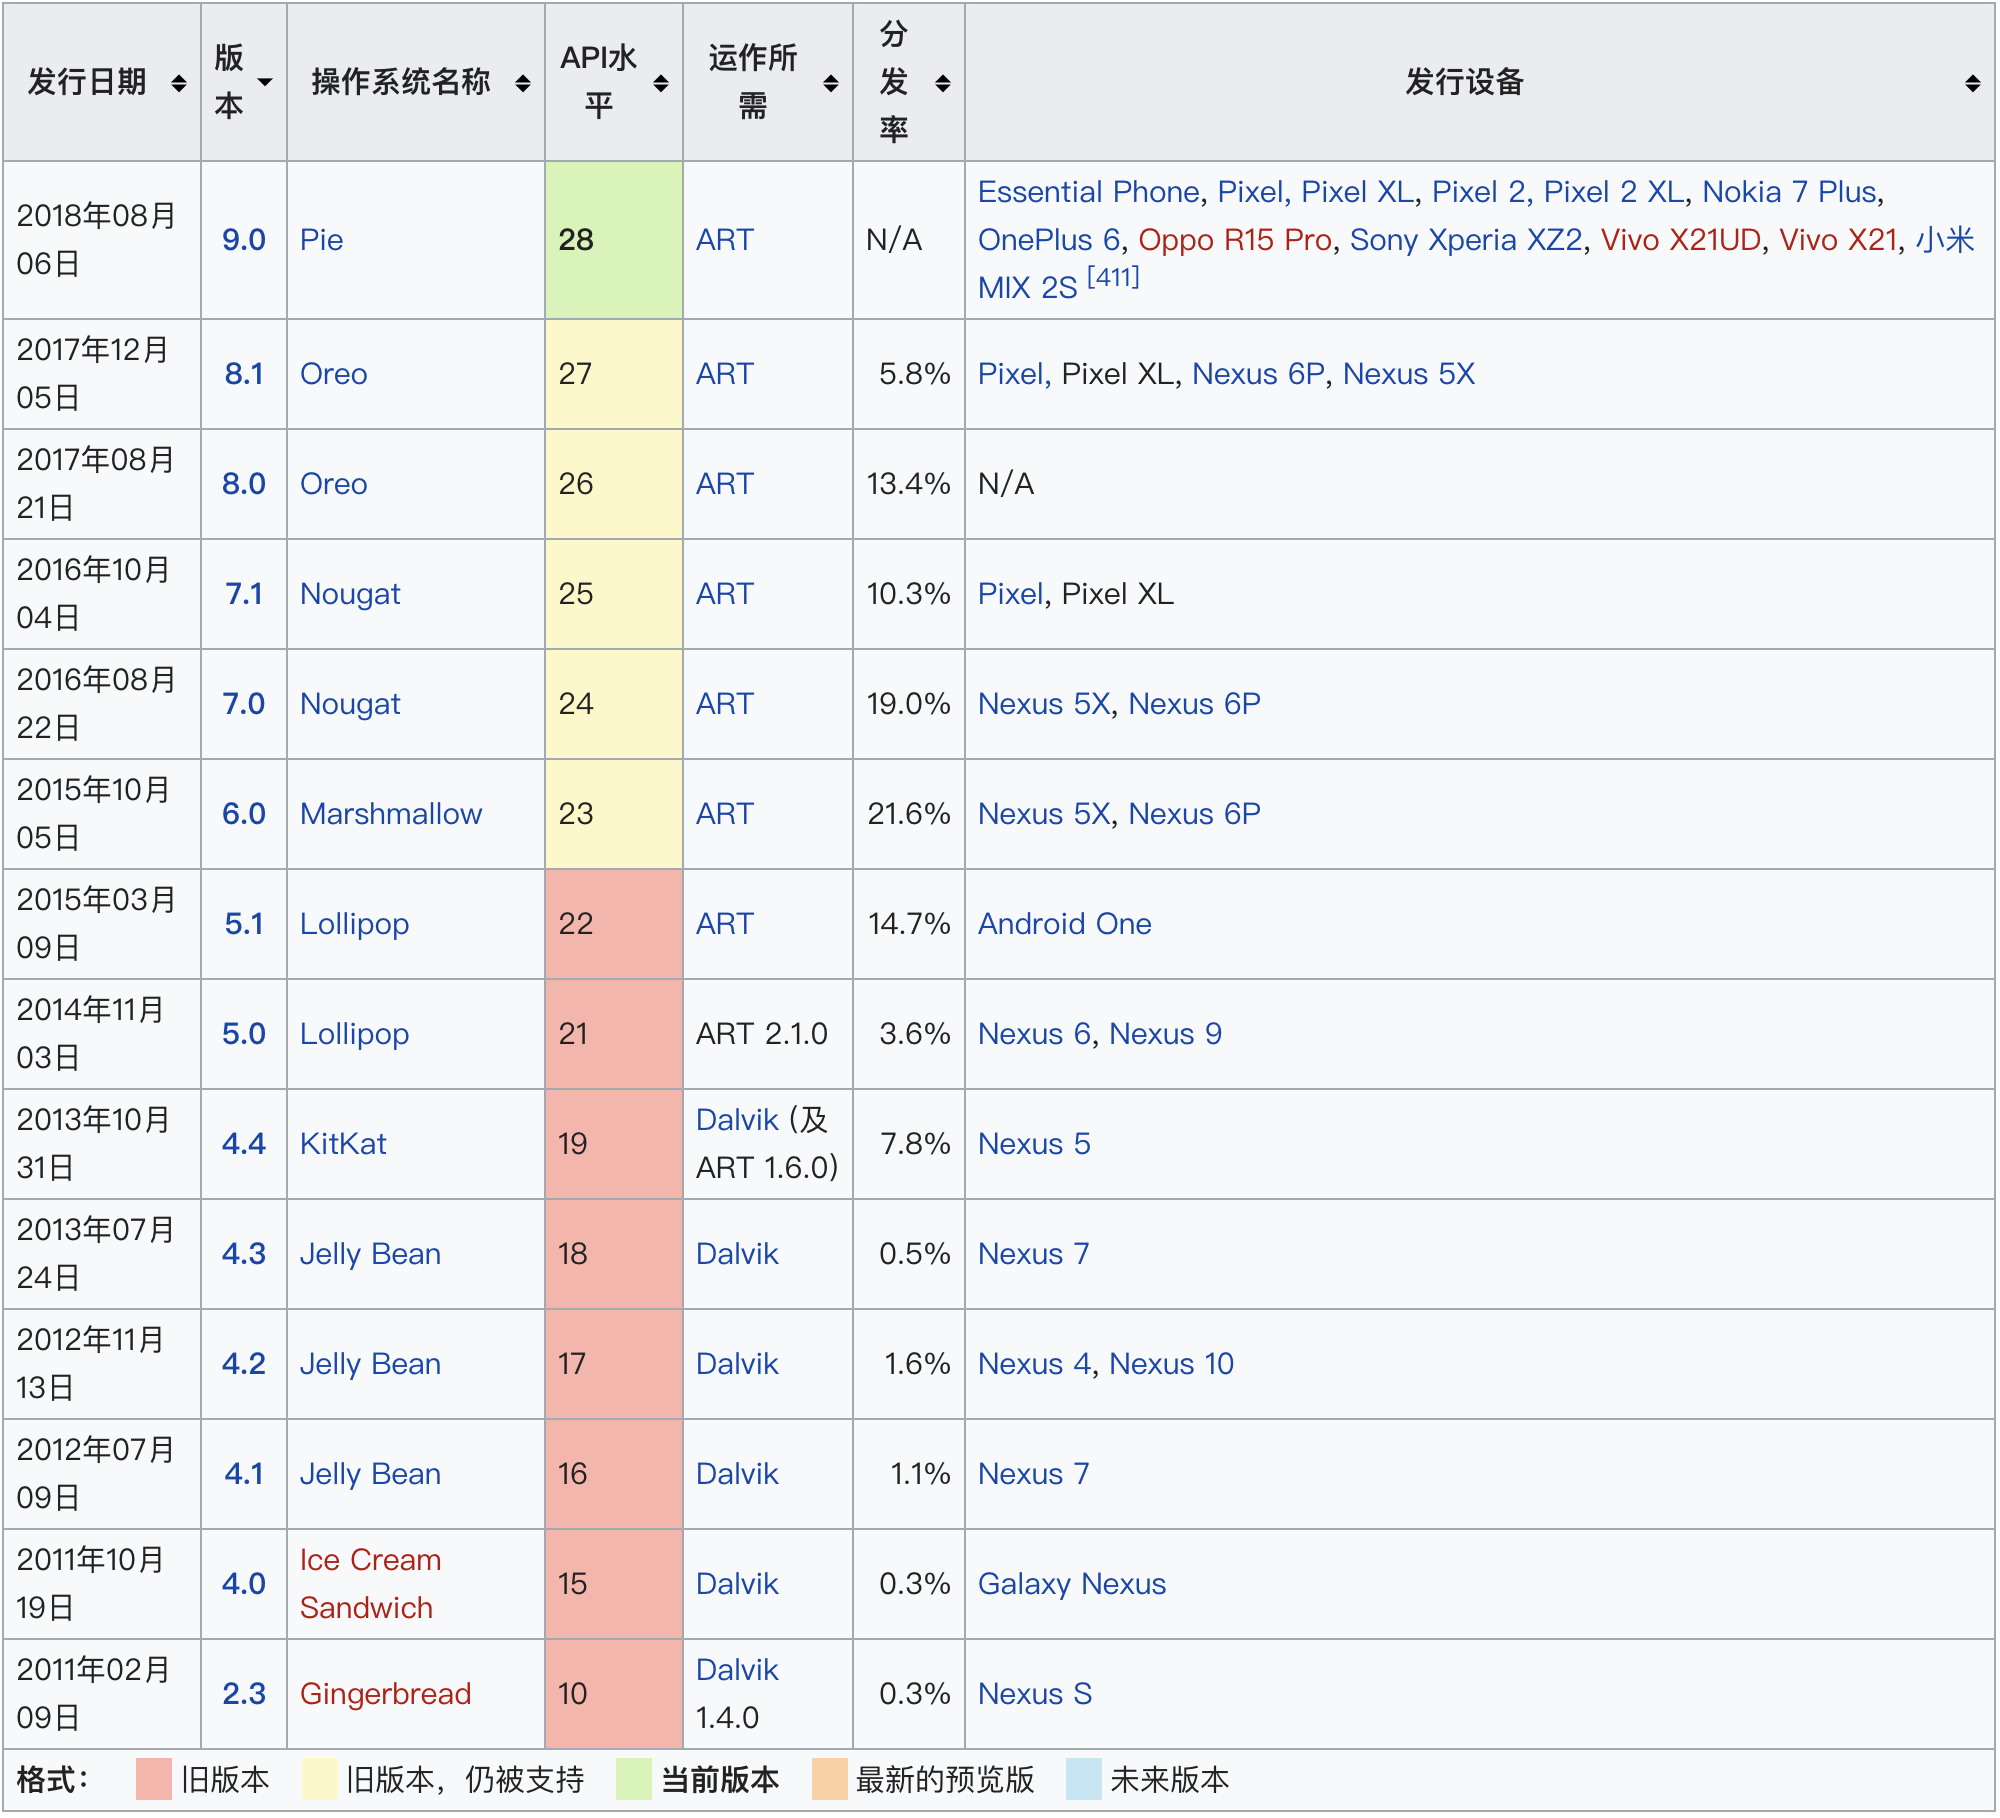 发行日期 版本 操作系统名称 API水平 运作所需 分发率 发行设备
2018年08月06日 9.0 Pie 28 ART N/A Essential Phone, Pixel, Pixel XL, Pixel 2, Pixel 2 XL, Nokia 7 Plus, OnePlus 6, Oppo R15 Pro, Sony Xperia XZ2, Vivo X21UD, Vivo X21, 小米MIX 2S [411]
2017年12月05日 8.1 Oreo 27 ART 5.8% Pixel, Pixel XL, Nexus 6P, Nexus 5X
2017年08月21日 8.0 Oreo 26 ART 13.4% N/A
2016年10月04日 7.1 Nougat 25 ART 10.3% Pixel, Pixel XL
2016年08月22日 7.0 Nougat 24 ART 19.0% Nexus 5X, Nexus 6P
2015年10月05日 6.0 Marshmallow 23 ART 21.6% Nexus 5X, Nexus 6P
2015年03月09日 5.1 Lollipop 22 ART 14.7% Android One
2014年11月03日 5.0 Lollipop 21 ART 2.1.0 3.6% Nexus 6, Nexus 9
2013年10月31日 4.4 KitKat 19 Dalvik (及ART 1.6.0) 7.8% Nexus 5
2013年07月24日 4.3 Jelly Bean 18 Dalvik 0.5% Nexus 7
2012年11月13日 4.2 Jelly Bean 17 Dalvik 1.6% Nexus 4, Nexus 10
2012年07月09日 4.1 Jelly Bean 16 Dalvik 1.1% Nexus 7
2011年10月19日 4.0 Ice Cream Sandwich 15 Dalvik 0.3% Galaxy Nexus
2011年02月09日 2.3 Gingerbread 10 Dalvik 1.4.0 0.3% Nexus S
格式： 旧版本 旧版本，仍被支持 当前版本 最新的预览版 未来版本